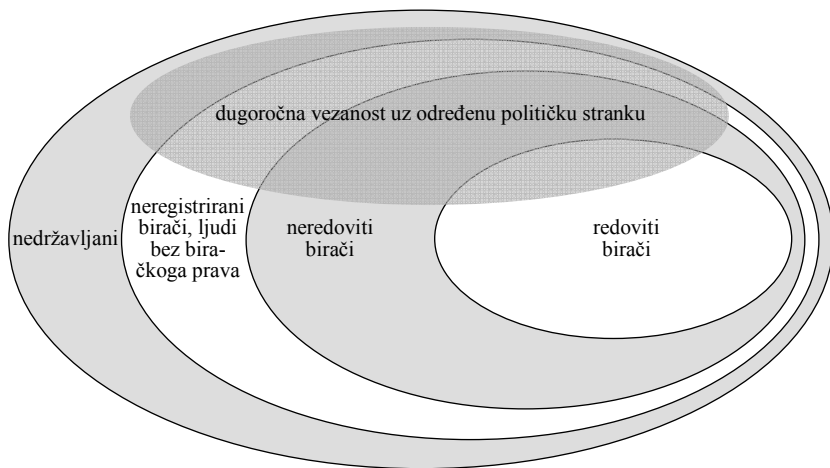 dugoročna vezanost uz određenu političku stranku
nedržavljani
neregistrirani
birači, ljudi
bez bira-
čkoga prava
neredoviti
birači
redoviti
birači